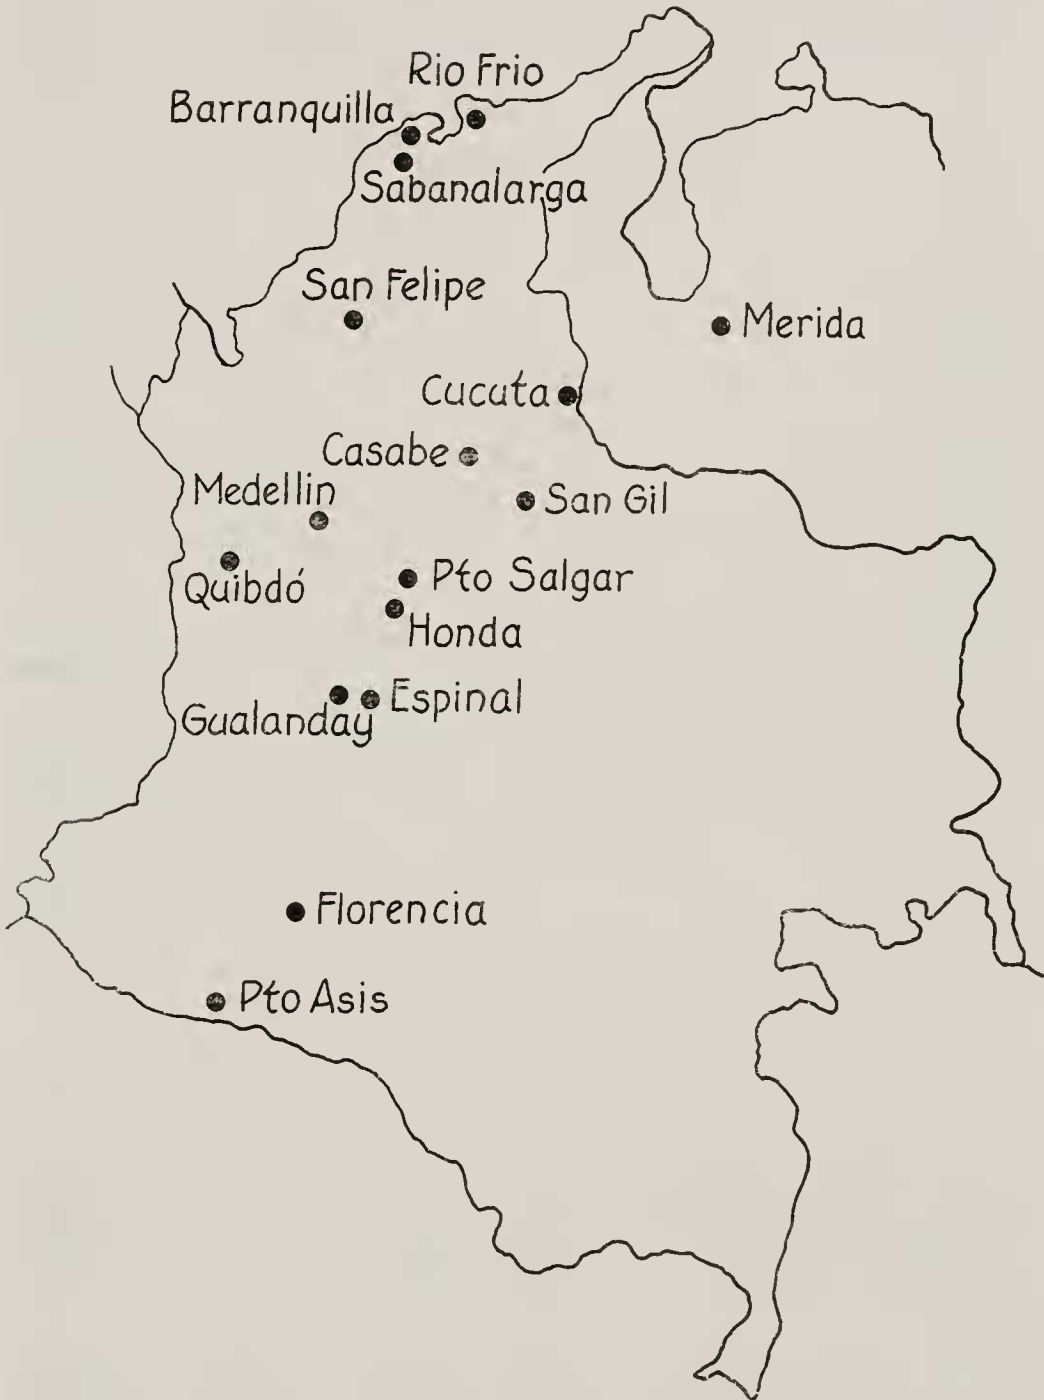 Rio Frio
Barranquilla
Sabanalarga
San Felipe
Merida
Cucuta
Casabe
Medellin
San Gil
Quibdó
Pto Salgar
Honda
Espinal
Gualanday
Florencia
Pto Asis